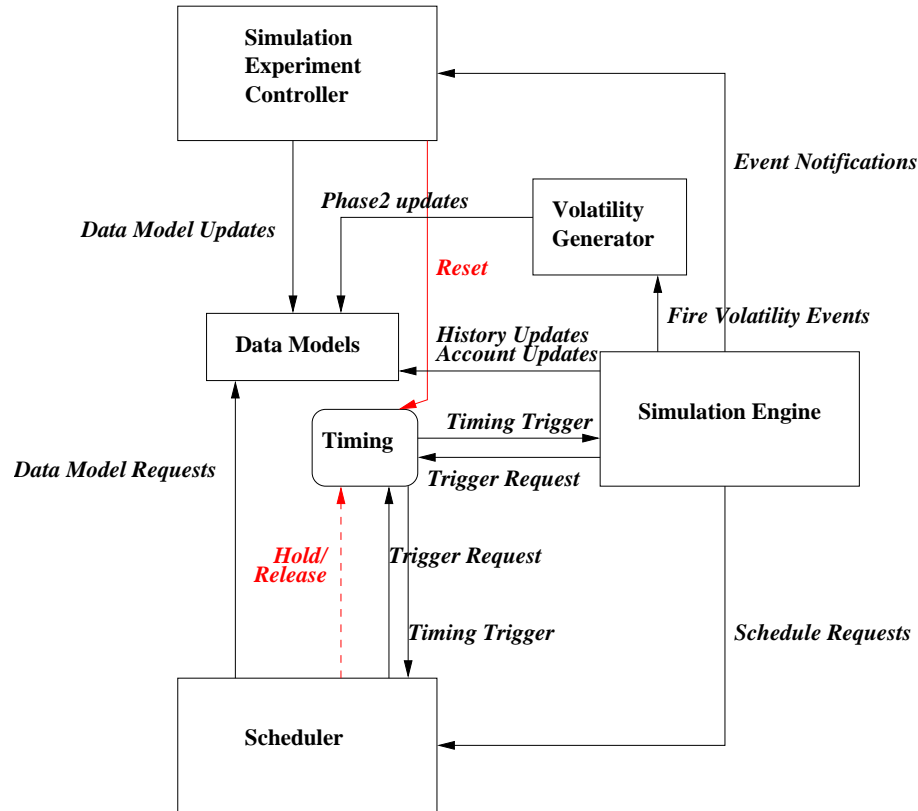 Simulation
Experiment
Controller
Event Notifications
Phase2 updates
Volatility
Generator
Data Model Updates
Reset
Fire Volatility Events
History Updates
Account Updates
Data Models
Simulation Engine
Timing Trigger
Timing
Data Model Requests
Trigger Request
Hold/
Release
Trigger Request
Timing Trigger
Schedule Requests
Scheduler